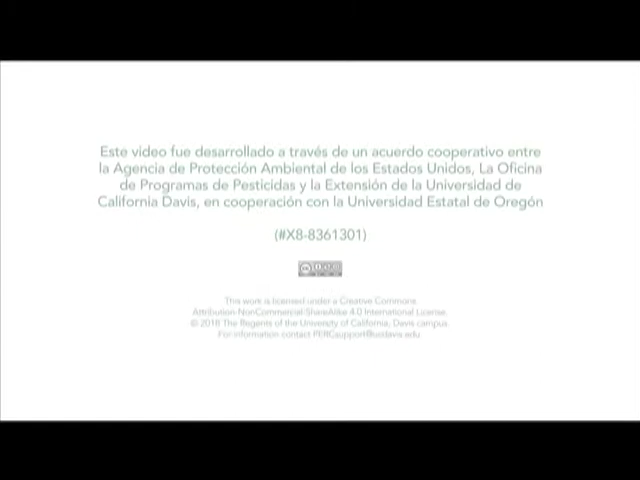 Este video fue desarrollado a través de un acuerdo cooperativo entre
la Agencia de Protección Ambiental de los Estados Unidos, La Oficina
de Programas de Pesticidas y la Extensión de la Universidad de
California Davis, en cooperación con la Universidad Estatal de Oregón
(#X8-8361301)
This work is licensed under a Creative Commons
Attribution-NonCommercial-ShareAlike 4.0 International License.
© 2018 The Regents of the University of California, Davis campus.
For information contact PERCsupport@ucdavis.edu